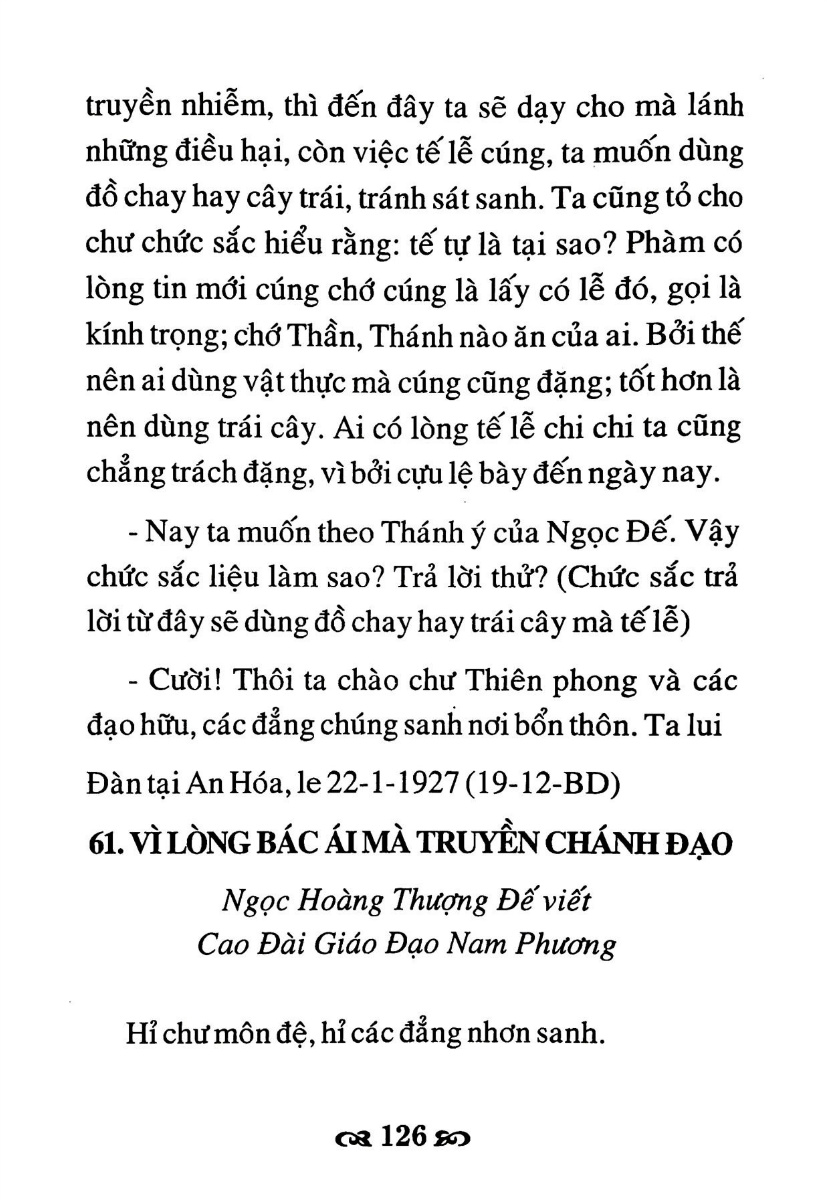 truyền nhiễm, thì đến đây ta sẽ dạy cho mà lánh
những điều hại, còn việc tế lễ cúng, ta muốn dùng
đồ chay hay cây trái, tránh sát sanh. Ta cũng tỏ cho
chư chức sắc hiểu rằng: tế tự là tại sao? Phàm có
lòng tin mới cúng chớ cúng là lấy có lễ đó, gọi là
kính trọng; chớ Thần, Thánh nào ăn của ai. Bởi thế
nên ai dùng vật thực mà cúng cũng đặng; tốt hơn là
nên dùng trái cây. Ai có lòng tế lễ chi chi ta cũng
chẳng trách đặng, vì bởi cựu lệ bày đến ngày nay.
- Nay ta muốn theo Thánh ý của Ngọc Đế. Vậy
chức sắc liệu làm sao? Trả lời thử? (Chức sắc trả
lời từ đây sẽ dùng đồ chay hay trái cây mà tế lễ)
- Cười! Thôi ta chào chư Thiên phong và các
đạo hữu, các đẳng chúng sanh nơi bổn thôn. Ta lui
Đàn tại An Hóa, le 22-1-1927 (19-12-BD)
61. VÌ LÒNG BÁC ÁI MÀ TRUYỀN CHÁNH ĐẠO
Ngọc Hoàng Thượng Đế viết
Cao Đài Giáo Đạo Nam Phương
Hỉ chư môn đệ, hỉ các đẳng nhơn sanh.
126